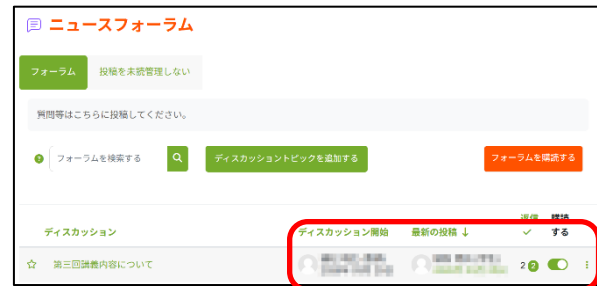 ニュースフォーラム
フォーラム 投稿を未読管理しない
質問等はこちらに投稿してください。
フォーラムを検索する ディスカッショントピックを追加する フォーラムを購読する
ディスカッション ディスカッション開始 最新の投稿 ↓ 返信 ✓ 購読する
第三回講義内容について 2 2